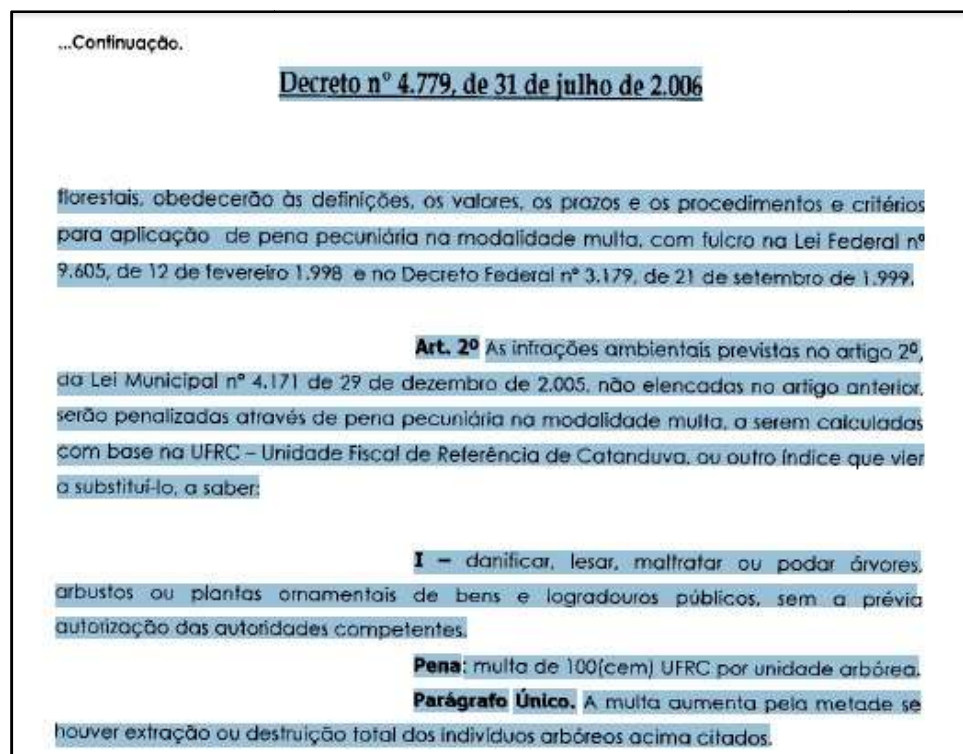 ...Continuação.
Decreto nº 4.779, de 31 de julho de 2.006
florestais, obedecerão às definições, os valores, os prazos e os procedimentos e critérios
para aplicação de pena pecuniária na modalidade multa, com fulcro na Lei Federal nº
9.605, de 12 de fevereiro 1.998 e no Decreto Federal nº 3.179, de 21 de setembro de 1.999.
Art. 2º As infrações ambientais previstas no artigo 2º,
da Lei Municipal nº 4.171 de 29 de dezembro de 2.005, não elencadas no artigo anterior,
serão penalizadas através de pena pecuniária na modalidade multa, a serem calculadas
com base na UFRC – Unidade Fiscal de Referência de Catanduva, ou outro índice que vier
a substituí-lo, a saber:
I – danificar, lesar, maltratar ou podar árvores,
arbustos ou plantas ornamentais de bens e logradouros públicos, sem a prévia
autorização das autoridades competentes.
Pena: multa de 100(cem) UFRC por unidade arbórea.
Parágrafo Único. A multa aumenta pela metade se
houver extração ou destruição total dos indivíduos arbóreos acima citados.